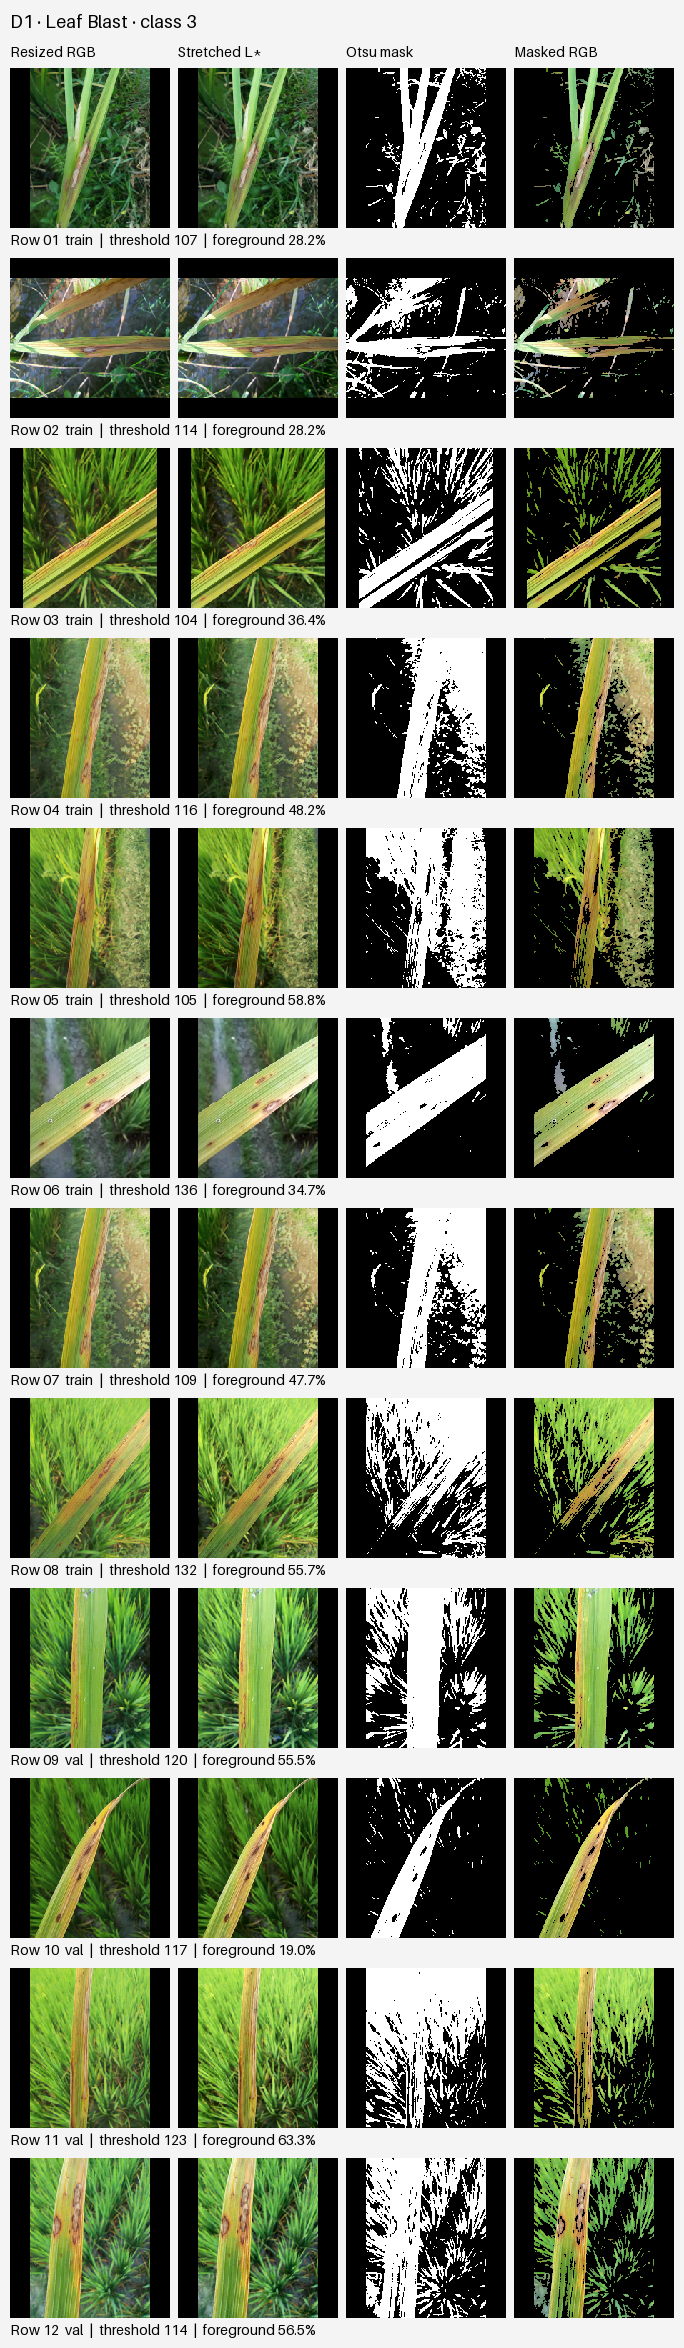 D1 · Leaf Blast · class 3
Resized RGB Stretched L* Otsu mask Masked RGB
Row 01 train | threshold 107 | foreground 28.2%
Row 02 train | threshold 114 | foreground 28.2%
Row 03 train | threshold 104 | foreground 36.4%
Row 04 train | threshold 116 | foreground 48.2%
Row 05 train | threshold 105 | foreground 58.8%
Row 06 train | threshold 136 | foreground 34.7%
Row 07 train | threshold 109 | foreground 47.7%
Row 08 train | threshold 132 | foreground 55.7%
Row 09 val | threshold 120 | foreground 55.5%
Row 10 val | threshold 117 | foreground 19.0%
Row 11 val | threshold 123 | foreground 63.3%
Row 12 val | threshold 114 | foreground 56.5%